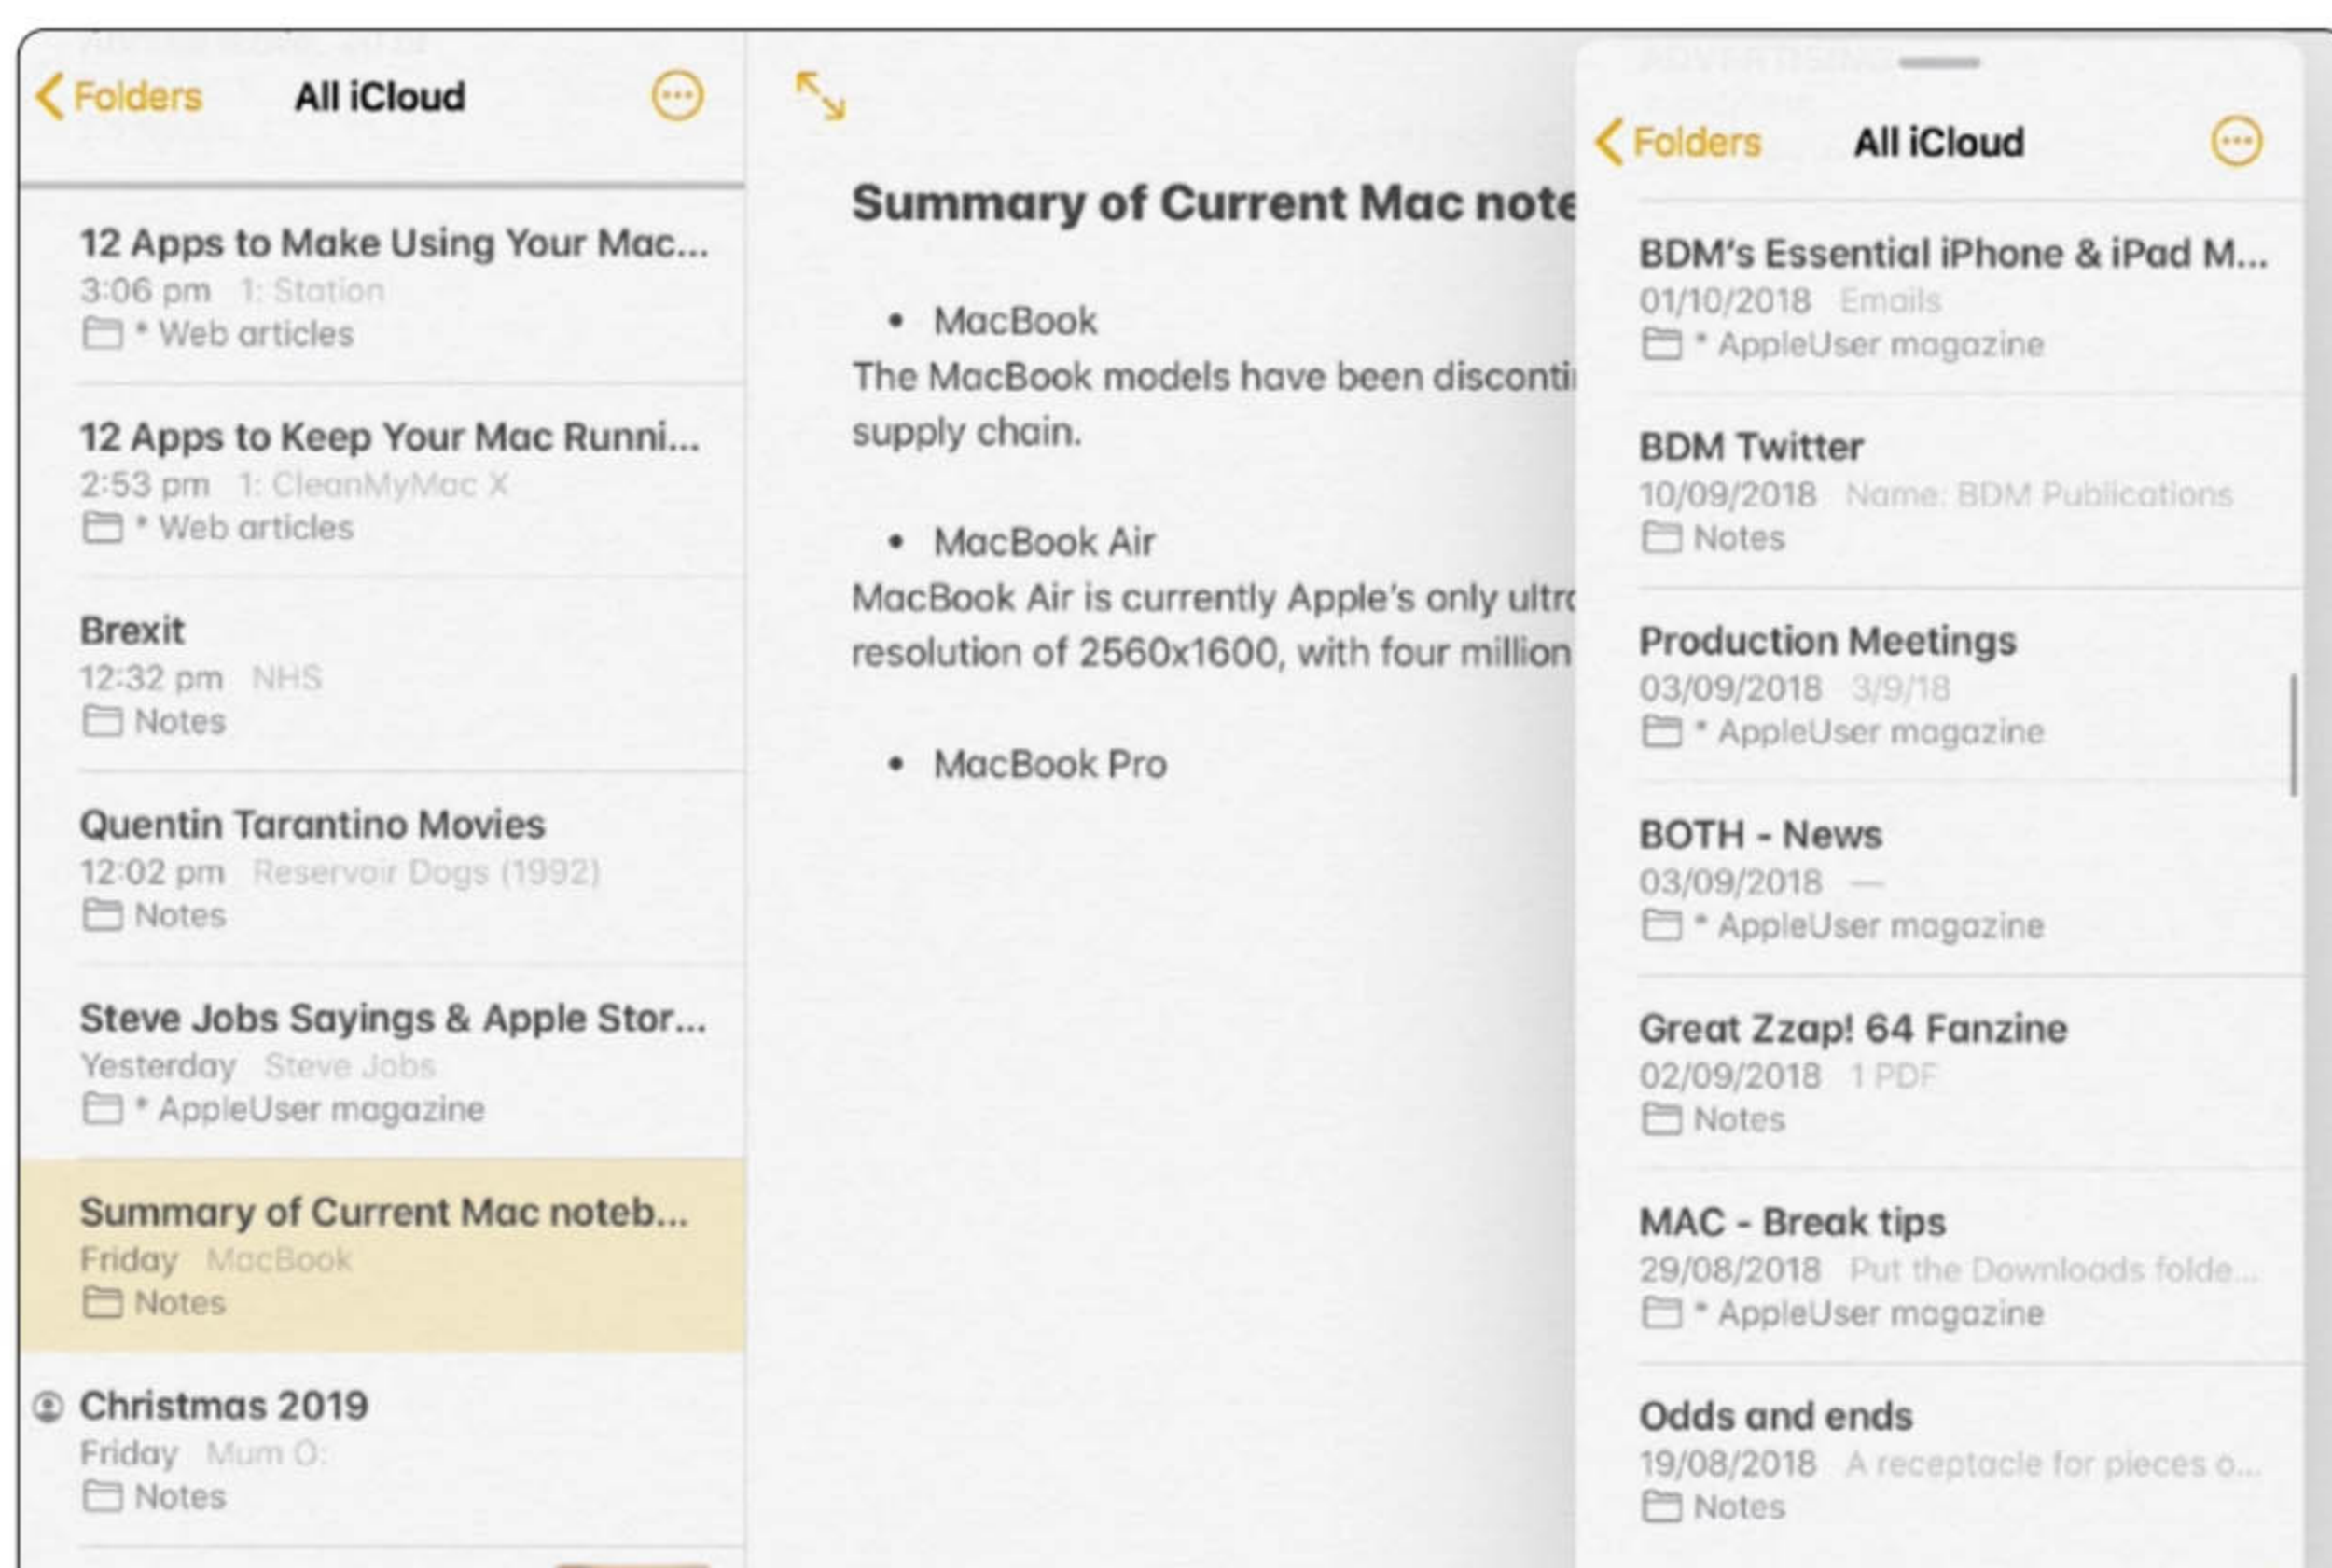 Folders
All iCloud
12 Apps to Make Using Your Mac...
3:06 pm 1: Station
* Web articles
12 Apps to Keep Your Mac Runni...
2:53 pm 1: CleanMyMac X
* Web articles
Brexit
12:32 pm NHS
Notes
Quentin Tarantino Movies
12:02 pm Reservoir Dogs (1992)
Notes
Steve Jobs Sayings & Apple Stor...
Yesterday Steve Jobs
* AppleUser magazine
Summary of Current Mac noteb...
Friday MacBook
Notes
Christmas 2019
Friday Mum O:
Notes
Summary of Current Mac note
• MacBook
The MacBook models have been disconti
supply chain.
• MacBook Air
MacBook Air is currently Apple's only ultra
resolution of 2560x1600, with four million
• MacBook Pro
ADVERTISING
Folders
All iCloud
BDM's Essential iPhone & iPad M...
01/10/2018 Emails
* AppleUser magazine
BDM Twitter
10/09/2018 Name: BDM Publications
Notes
Production Meetings
03/09/2018 3/9/18
* AppleUser magazine
BOTH - News
03/09/2018 —
* AppleUser magazine
Great Zzap! 64 Fanzine
02/09/2018 1 PDF
Notes
MAC - Break tips
29/08/2018 Put the Downloads folde...
* AppleUser magazine
Odds and ends
19/08/2018 A receptacle for pieces o...
Notes